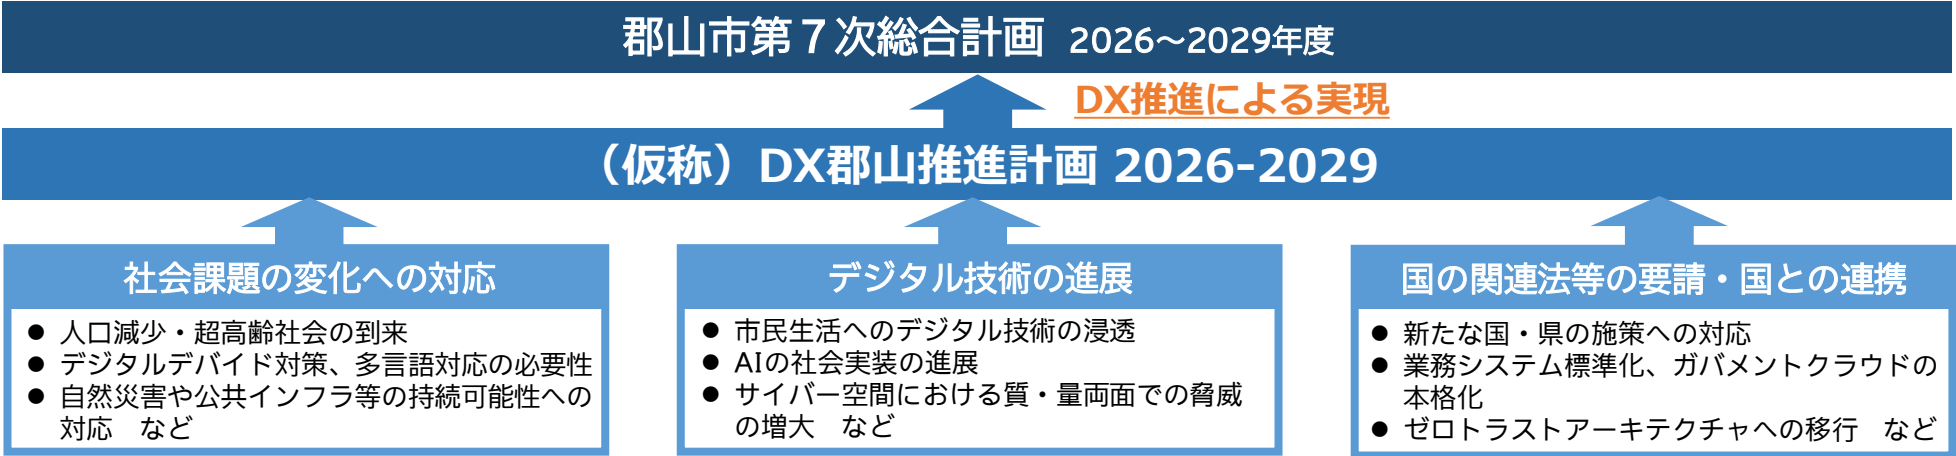 郡山市第７次総合計画 2026～2029年度
DX推進による実現
（仮称）DX郡山推進計画 2026-2029
社会課題の変化への対応
● 人口減少・超高齢社会の到来
● デジタルデバイド対策、多言語対応の必要性
● 自然災害や公共インフラ等の持続可能性への
対応　など
デジタル技術の進展
● 市民生活へのデジタル技術の浸透
● AIの社会実装の進展
● サイバー空間における質・量両面での脅威
の増大　など
国の関連法等の要請・国との連携
● 新たな国・県の施策への対応
● 業務システム標準化、ガバメントクラウドの
本格化
● ゼロトラストアーキテクチャへの移行　など